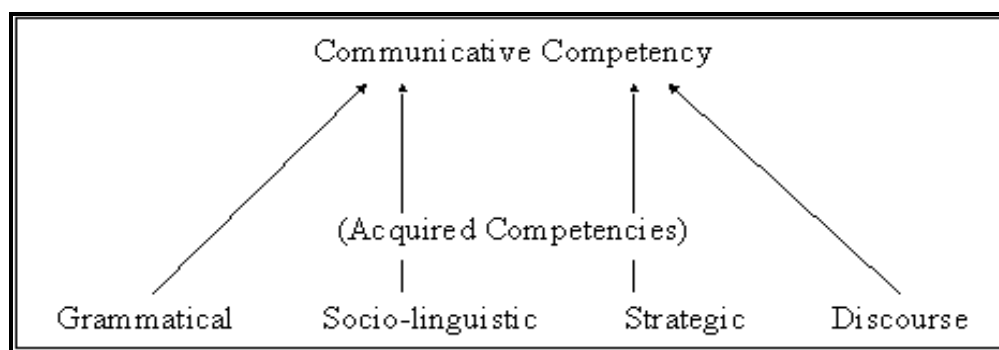 Communicative Competency
(Acquired Competencies)
Grammatical Socio-linguistic Strategic Discourse